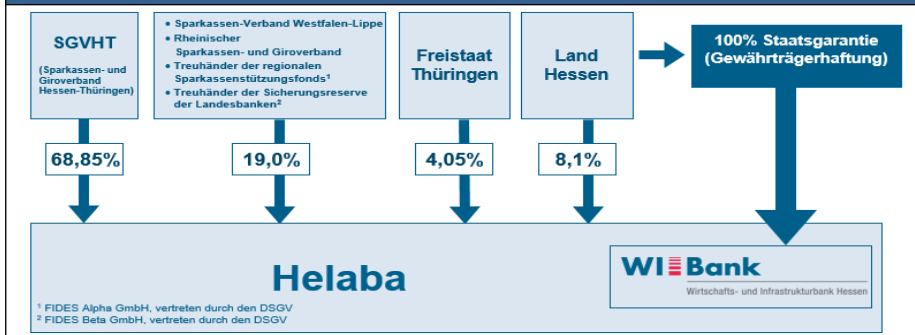 SGVHT
(Sparkassen- und
Giroverband
Hessen-Thüringen)
• Sparkassen-Verband Westfalen-Lippe
• Rheinischer
Sparkassen- und Giroverband
• Treuhänder der regionalen
Sparkassenstützungsfonds¹
• Treuhänder der Sicherungsreserve
der Landesbanken²
Freistaat
Thüringen
Land
Hessen
100% Staatsgarantie
(Gewährträgerhaftung)
68,85%
19,0%
4,05%
8,1%
Helaba
WIBank
Wirtschafts- und Infrastrukturbank Hessen
¹ FIDES Alpha GmbH, vertreten durch den DSGV
² FIDES Beta GmbH, vertreten durch den DSGV